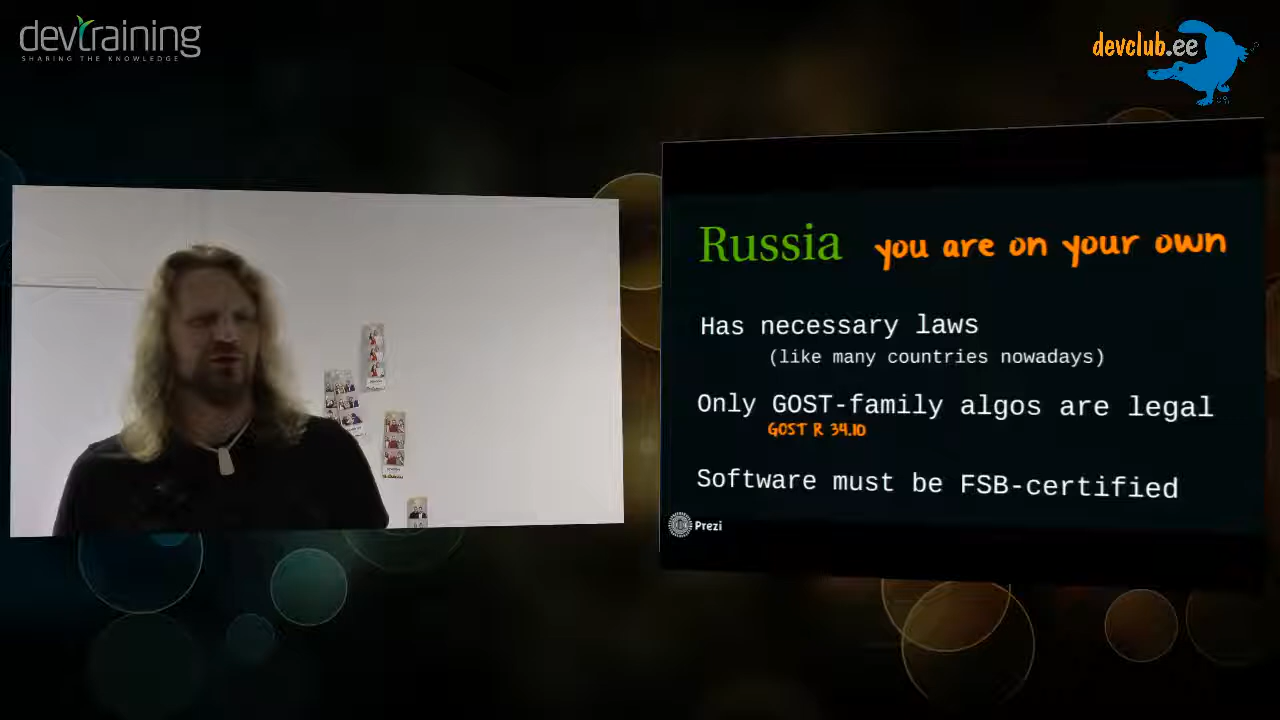 devtraining
SHARING THE KNOWLEDGE
devclub.ee
Russia you are on your own
Has necessary laws
(like many countries nowadays)
Only GOST-family algos are legal
GOST R 34.10
Software must be FSB-certified
Prezi